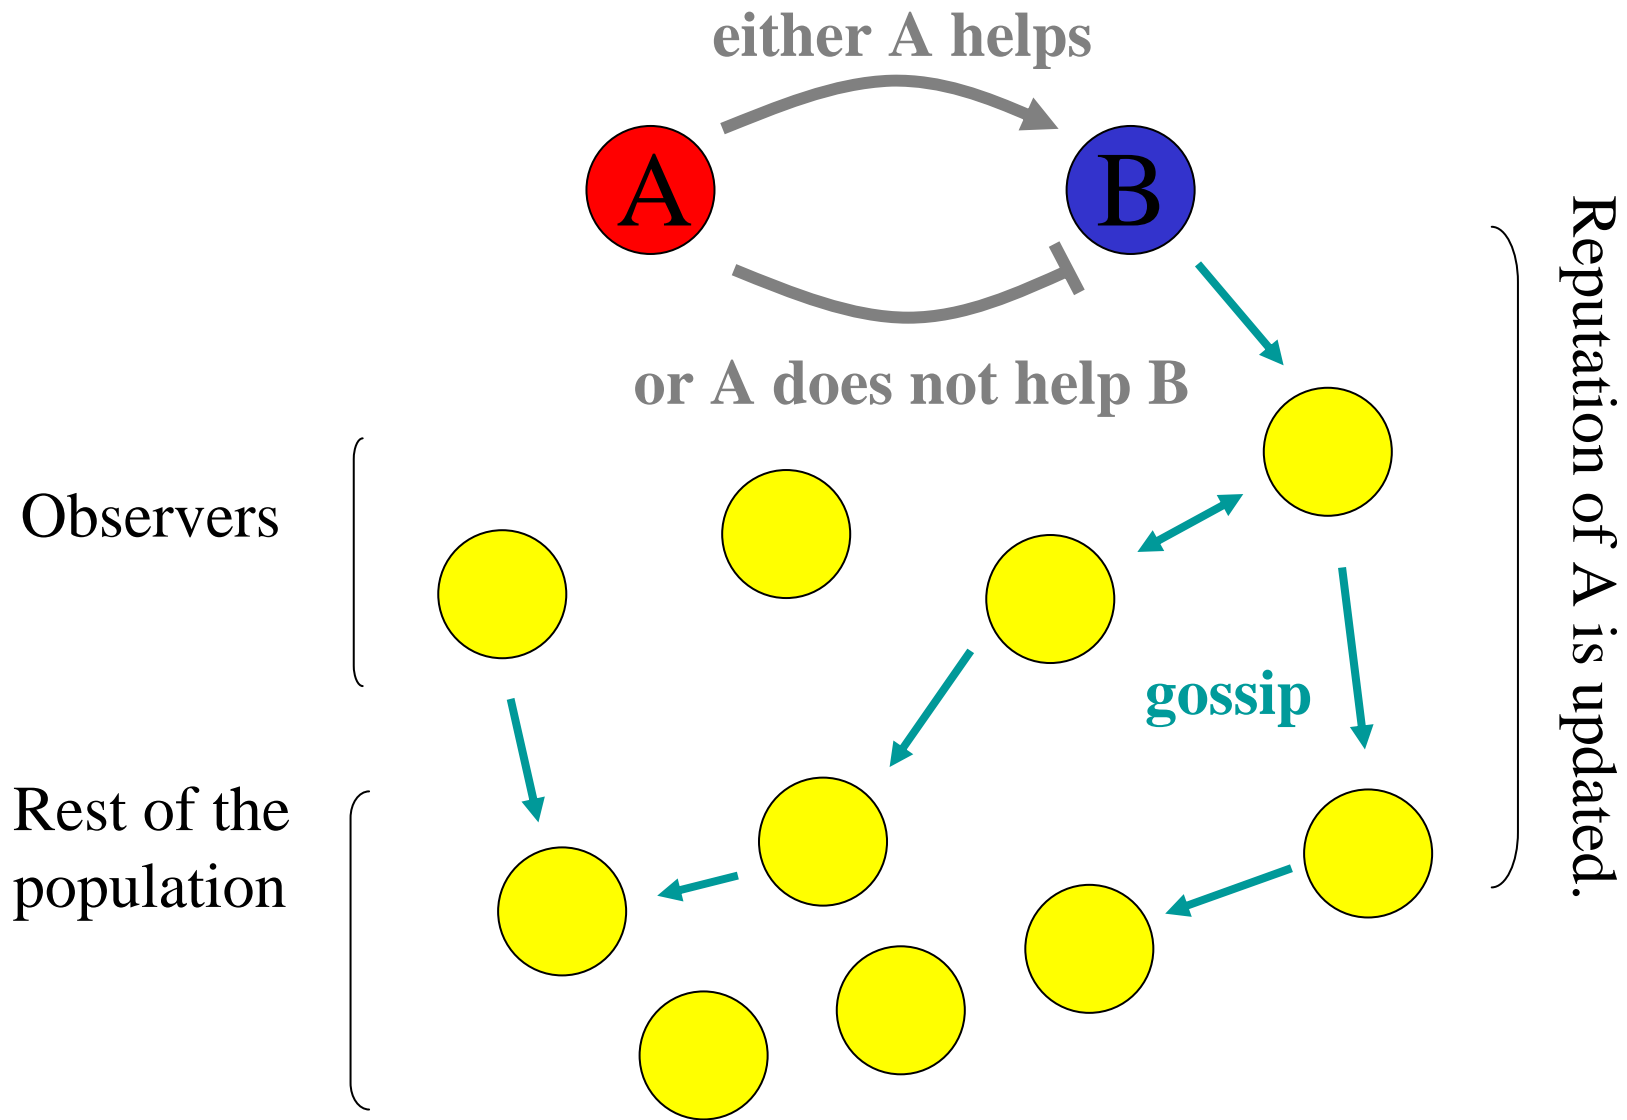 either A helps
A
B
or A does not help B
Reputation of A is updated.
Observers
gossip
Rest of the
population